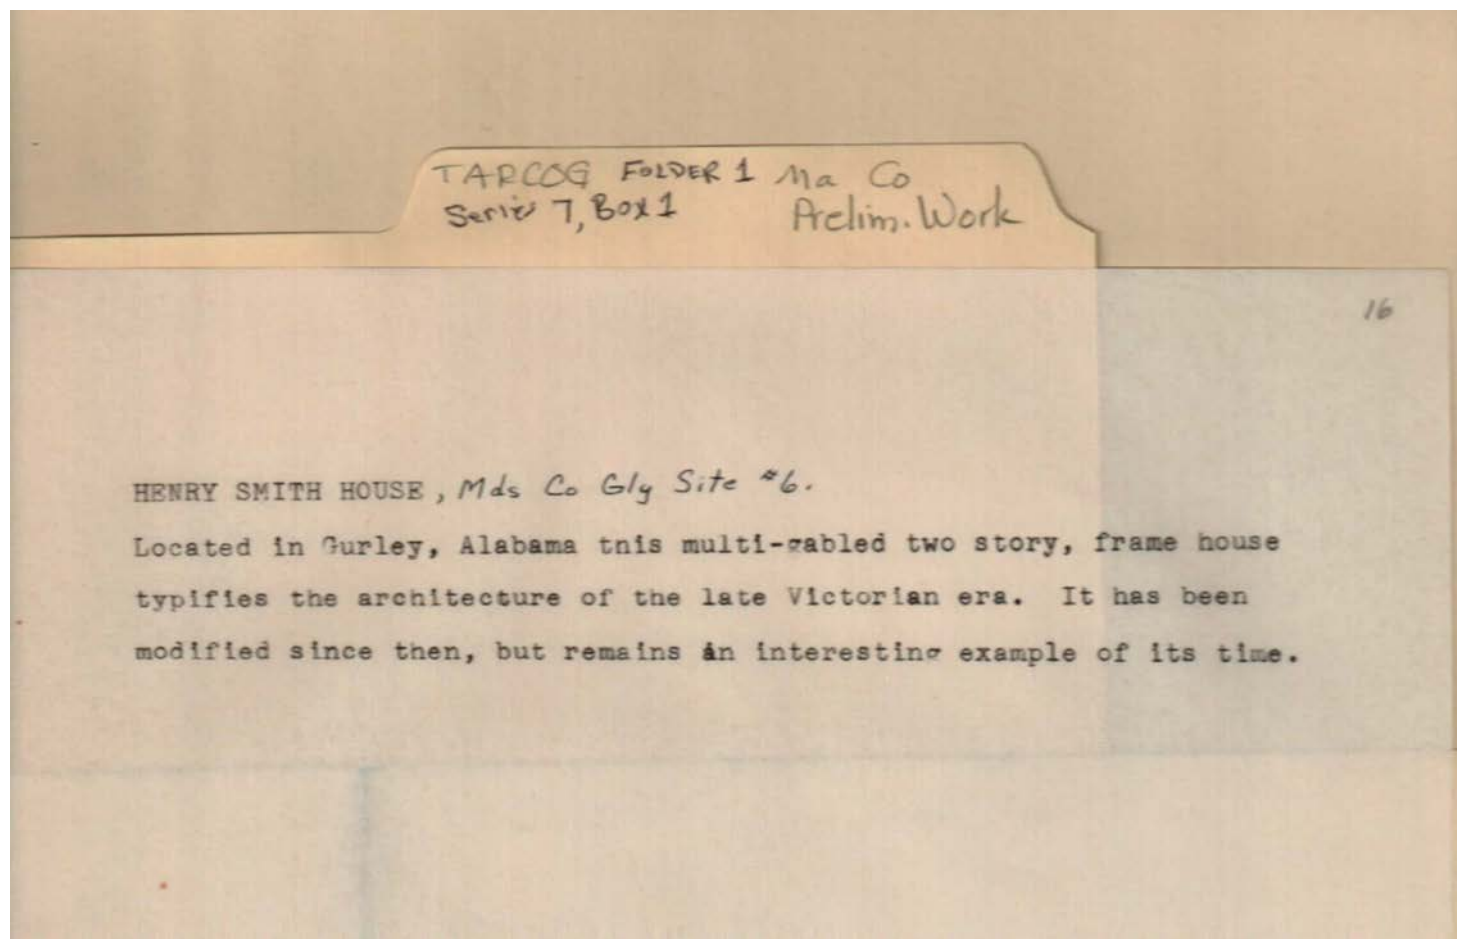 TARCOG FOLDER 1 Ma Co
Series 7, Box 1 Prelim. Work
16
HENRY SMITH HOUSE, Mds Co Gly Site #6.
Located in Gurley, Alabama tnis multi-gabled two story, frame house
typifies the architecture of the late Victorian era. It has been
modified since then, but remains an interesting example of its time.